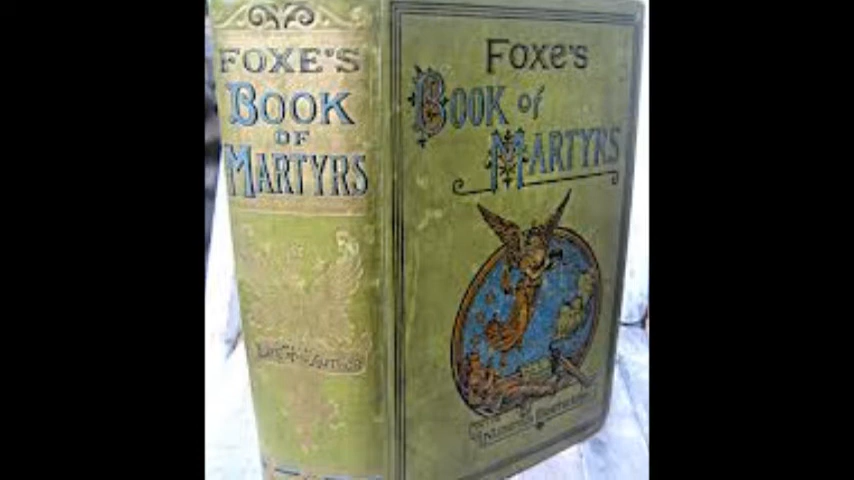 FOXE'S
BOOK
OF
MARTYRS
Foxe's
BOOK of
MARTYRS